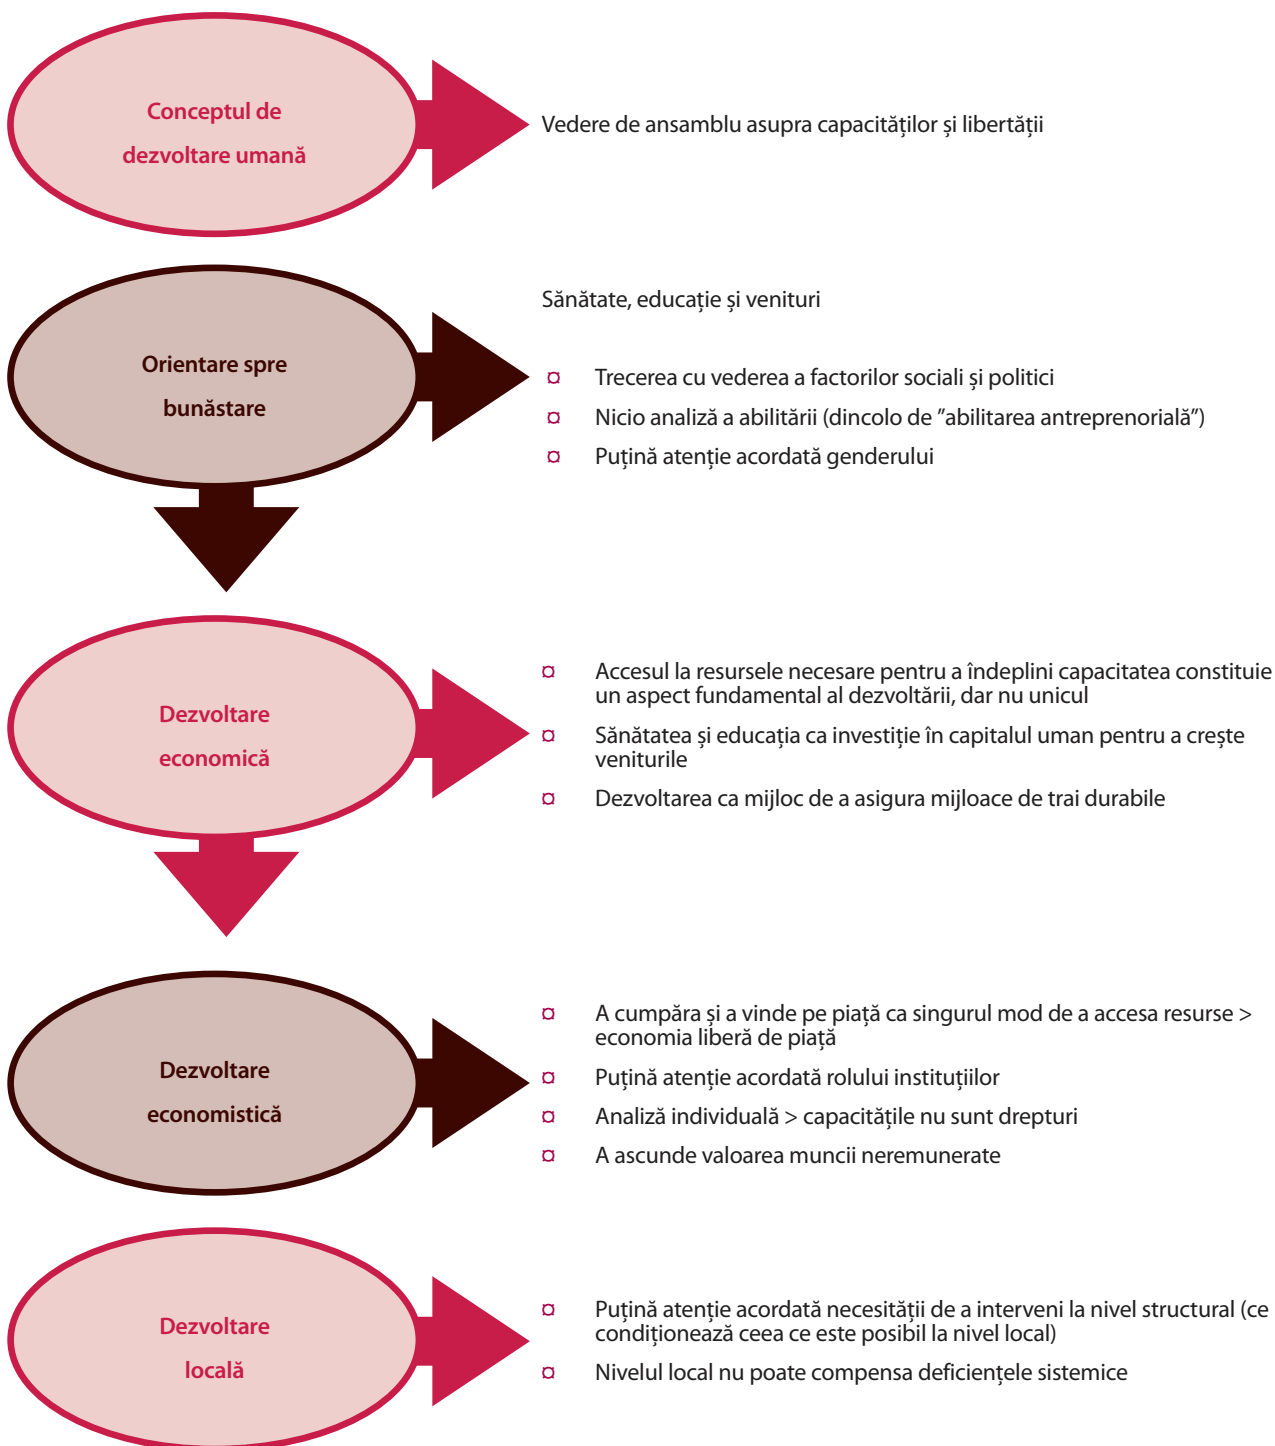 Conceptul de
dezvoltare umană
Vedere de ansamblu asupra capacităților și libertății
Orientare spre
bunăstare
Sănătate, educație și venituri
¤ Trecerea cu vederea a factorilor sociali și politici
¤ Nicio analiză a abilitării (dincolo de ”abilitarea antreprenorială”)
¤ Puțină atenție acordată genderului
Dezvoltare
economică
¤ Accesul la resursele necesare pentru a îndeplini capacitatea constituie
un aspect fundamental al dezvoltării, dar nu unicul
¤ Sănătatea și educația ca investiție în capitalul uman pentru a crește
veniturile
¤ Dezvoltarea ca mijloc de a asigura mijloace de trai durabile
Dezvoltare
economistică
¤ A cumpăra și a vinde pe piață ca singurul mod de a accesa resurse >
economia liberă de piață
¤ Puțină atenție acordată rolului instituțiilor
¤ Analiză individuală > capacitățile nu sunt drepturi
¤ A ascunde valoarea muncii neremunerate
Dezvoltare
locală
¤ Puțină atenție acordată necesității de a interveni la nivel structural (ce
condiționează ceea ce este posibil la nivel local)
¤ Nivelul local nu poate compensa deficiențele sistemice